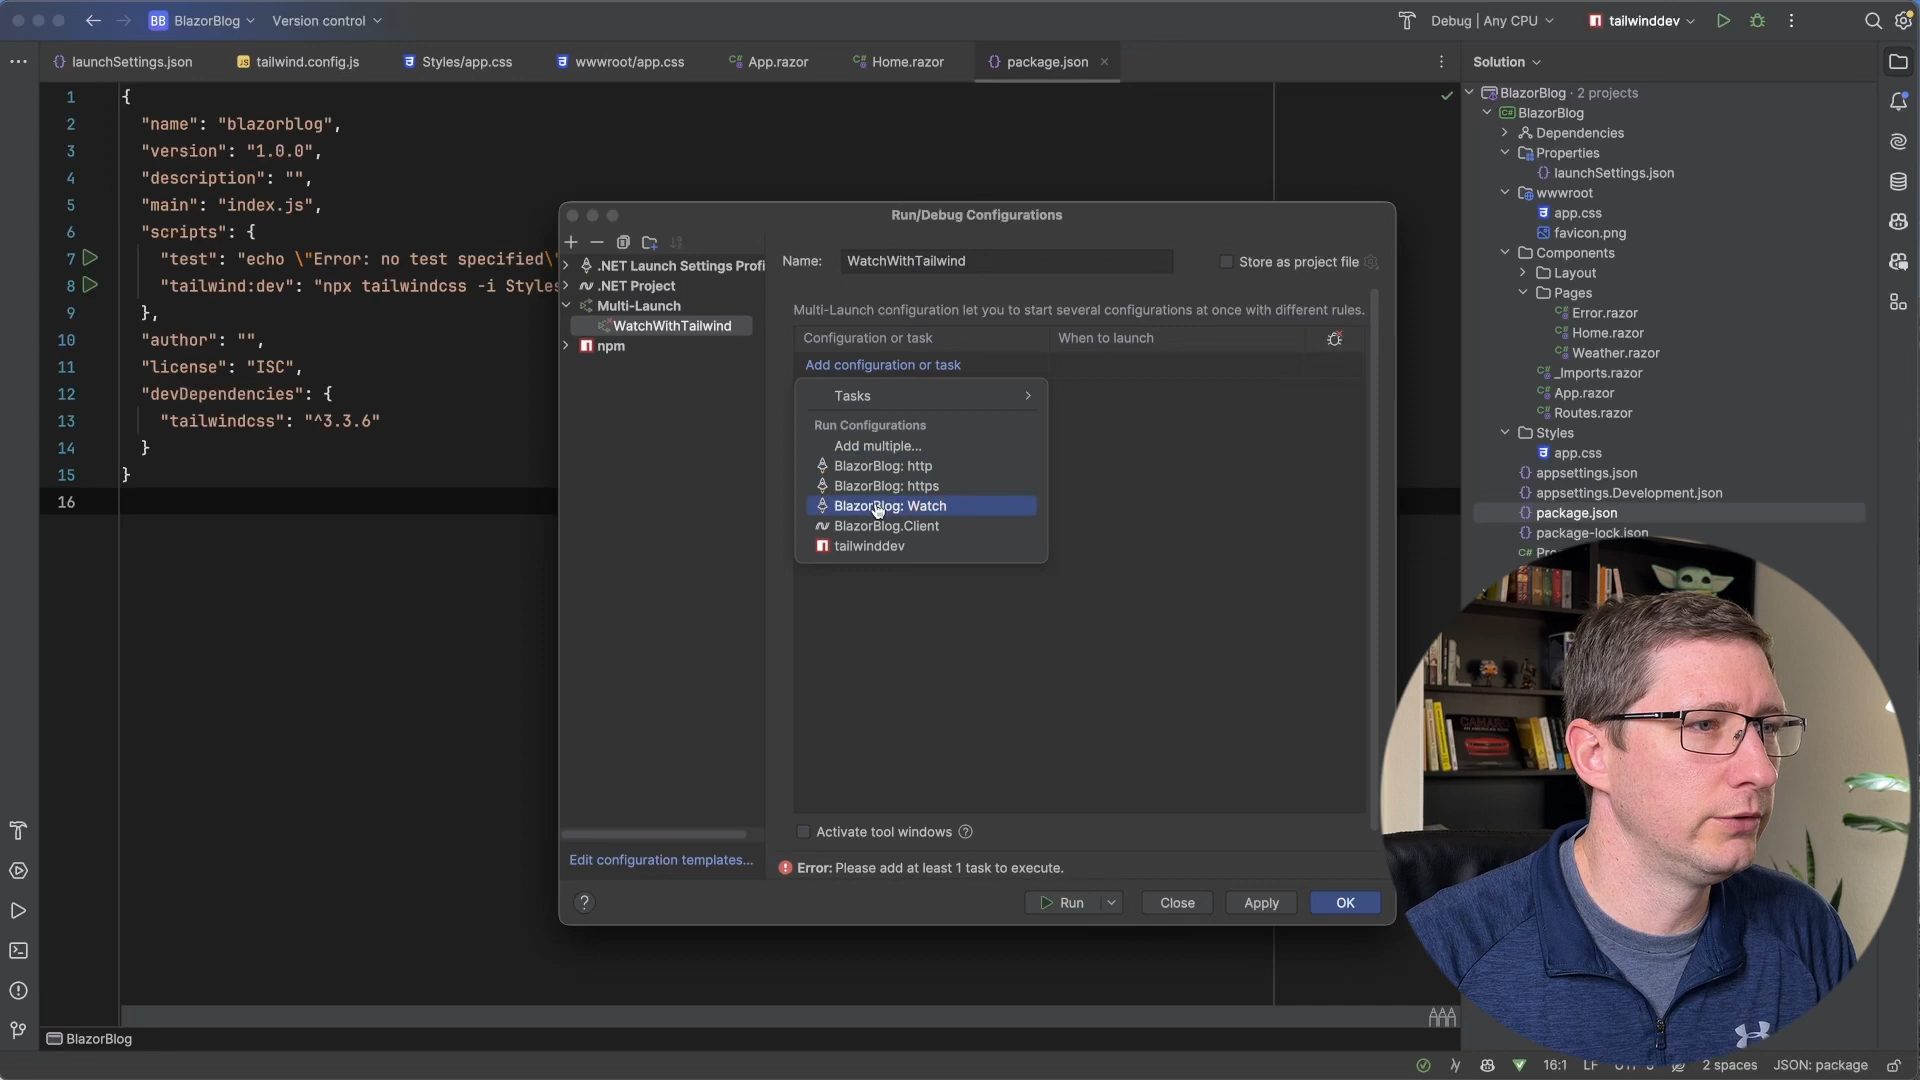 BB BlazorBlog
Version control
Debug | Any CPU
tailwinddev
launchSettings.json
tailwind.config.js
Styles/app.css
wwwroot/app.css
App.razor
Home.razor
package.json
Solution
1 {
2 "name": "blazorblog",
3 "version": "1.0.0",
4 "description": "",
5 "main": "index.js",
6 "scripts": {
7 "test": "echo \"Error: no test specified\"
8 "tailwind:dev": "npx tailwindcss -i Styles
9 },
10 "author": "",
11 "license": "ISC",
12 "devDependencies": {
13 "tailwindcss": "^3.3.6"
14 }
15 }
16
Run/Debug Configurations
.NET Launch Settings Profi
.NET Project
Multi-Launch
WatchWithTailwind
npm
Edit configuration templates...
Name: WatchWithTailwind
Store as project file
Multi-Launch configuration let you to start several configurations at once with different rules.
Configuration or task
When to launch
Add configuration or task
Tasks
Run Configurations
Add multiple...
BlazorBlog: http
BlazorBlog: https
BlazorBlog: Watch
BlazorBlog.Client
tailwinddev
Activate tool windows ?
Error: Please add at least 1 task to execute.
?
Run
Close
Apply
OK
BlazorBlog · 2 projects
BlazorBlog
Dependencies
Properties
launchSettings.json
wwwroot
app.css
favicon.png
Components
Layout
Pages
Error.razor
Home.razor
Weather.razor
_Imports.razor
App.razor
Routes.razor
Styles
app.css
appsettings.json
appsettings.Development.json
package.json
package-lock.json
C#
CAMARO
BlazorBlog
16:1
LF
2 spaces
JSON: package